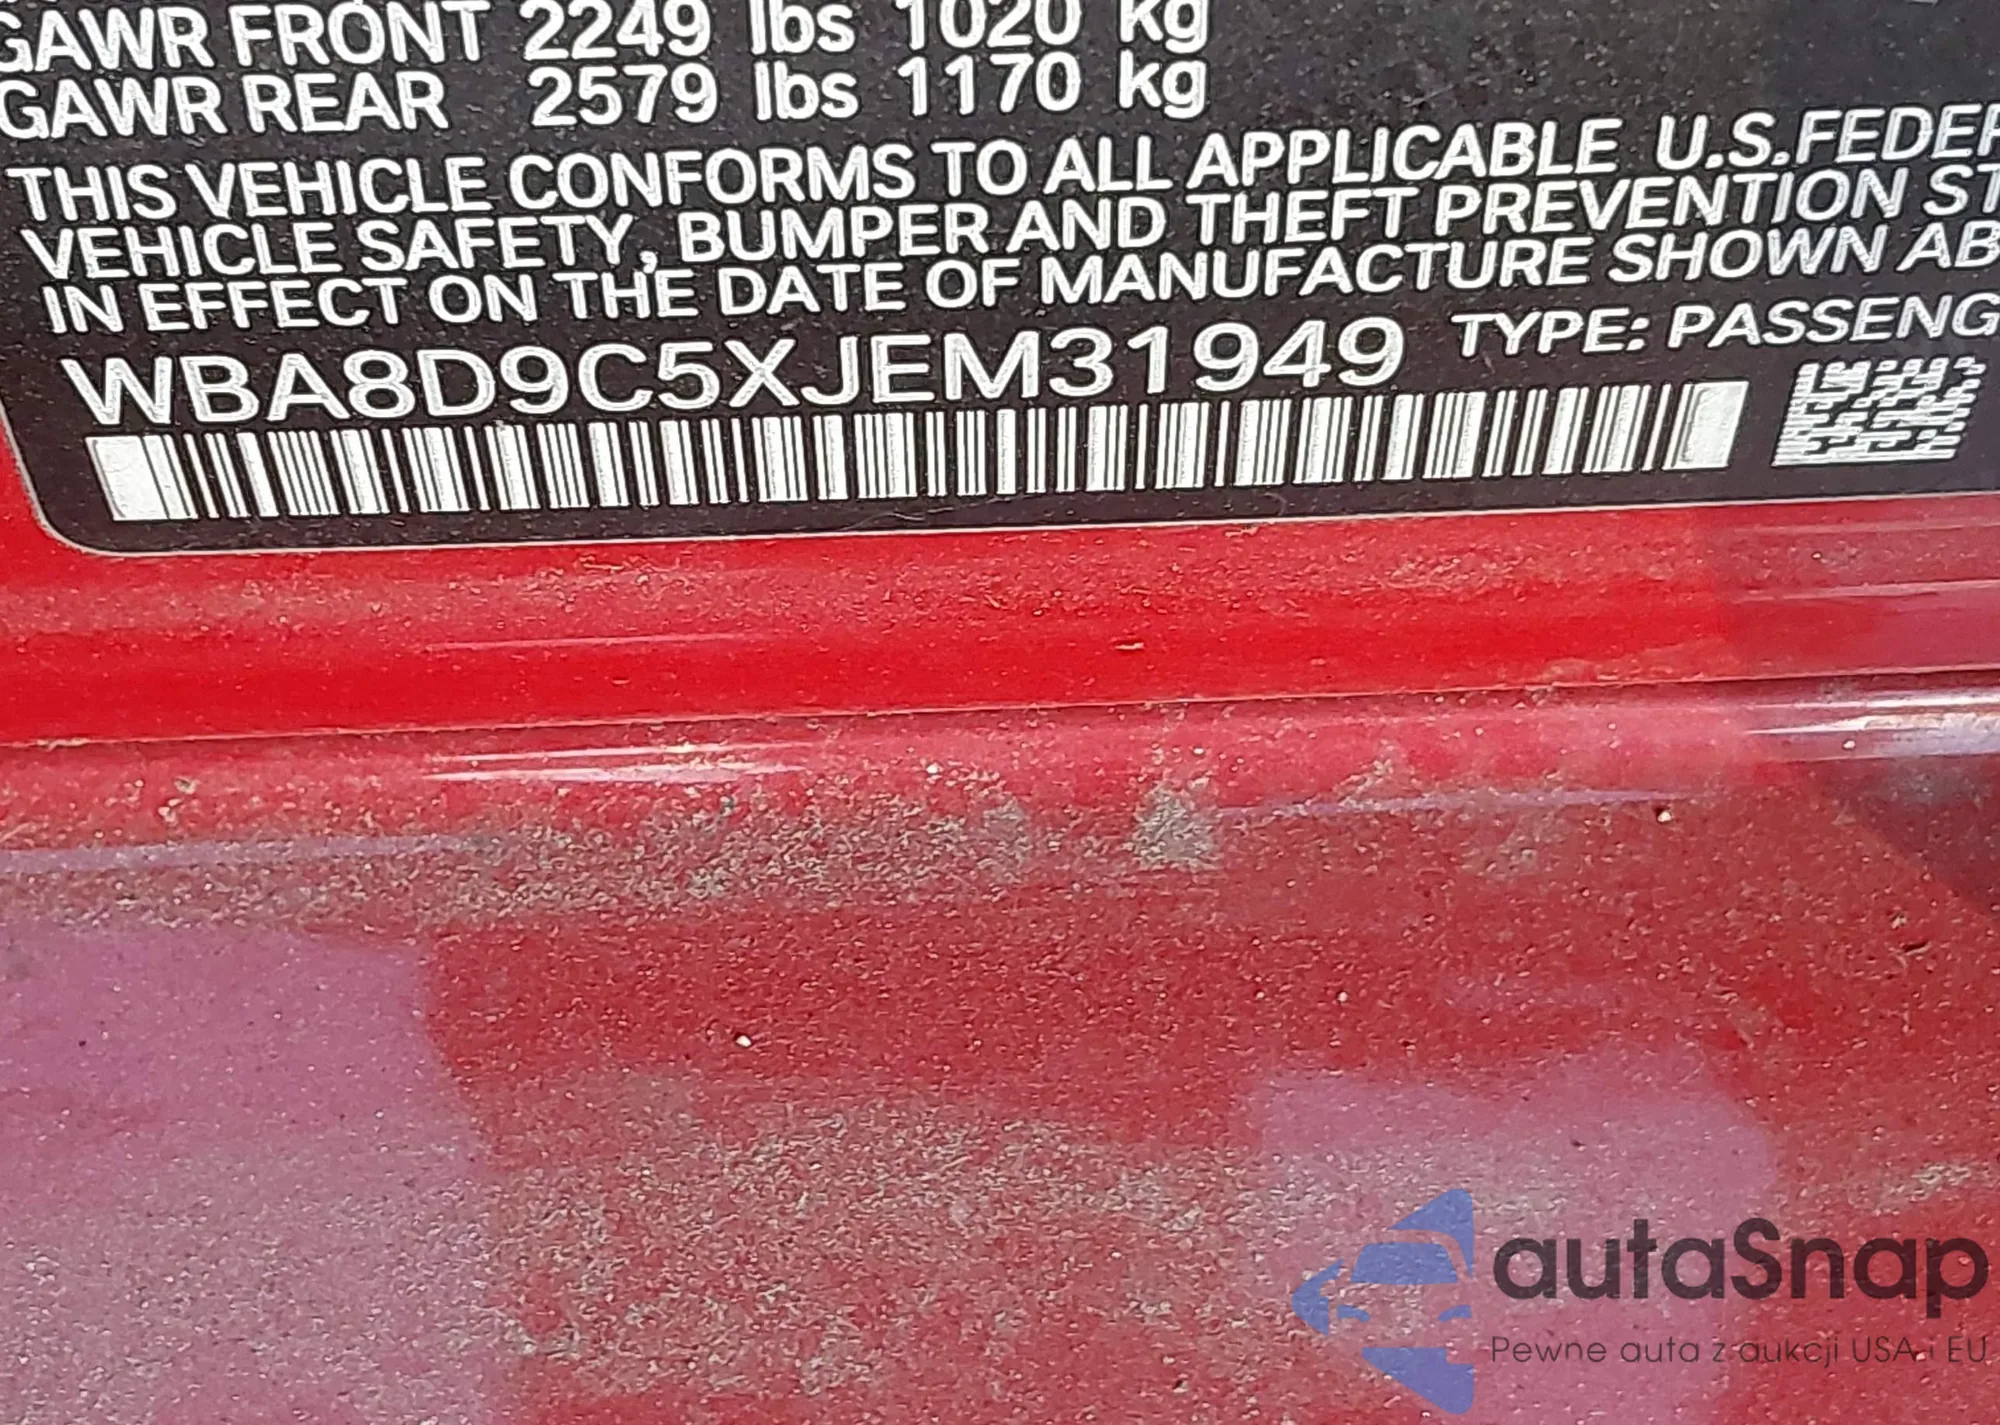 GAWR FRONT 2249 lbs 1020 kg
GAWR REAR 2579 lbs 1170 kg
THIS VEHICLE CONFORMS TO ALL APPLICABLE U.S.FEDER
VEHICLE SAFETY, BUMPER AND THEFT PREVENTION ST
IN EFFECT ON THE DATE OF MANUFACTURE SHOWN AB
WBA8D9C5XJEM31949 TYPE: PASSENG
autaSnap
Pewne auta z aukcji USA i EU